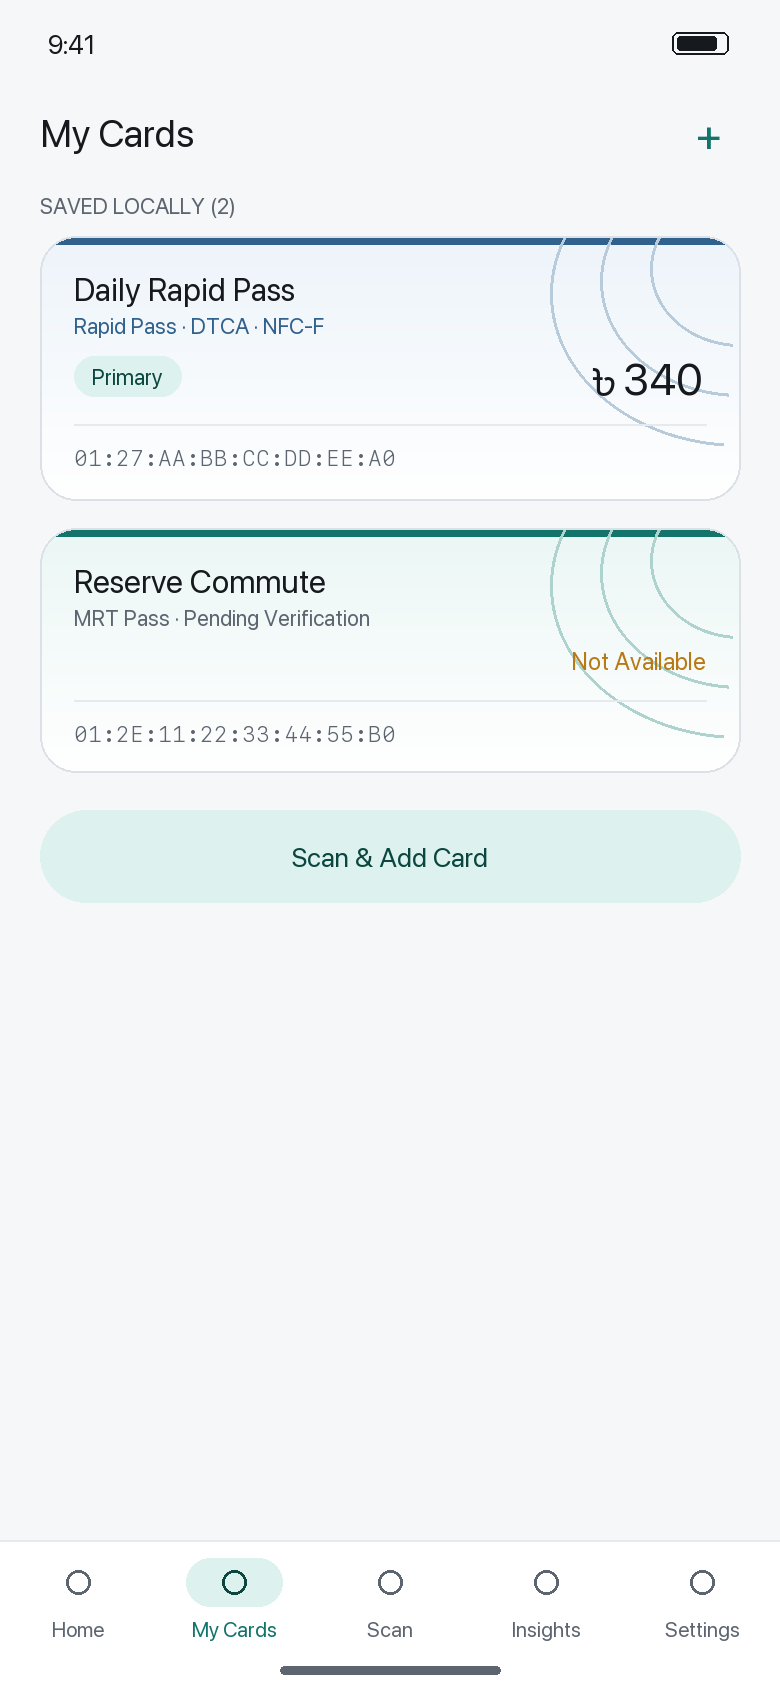 9:41
My Cards
+
SAVED LOCALLY (2)
Daily Rapid Pass
Rapid Pass · DTCA · NFC-F
Primary
৳ 340
01:27:AA:BB:CC:DD:EE:A0
Reserve Commute
MRT Pass · Pending Verification
Not Available
01:2E:11:22:33:44:55:B0
Scan & Add Card
Home
My Cards
Scan
Insights
Settings